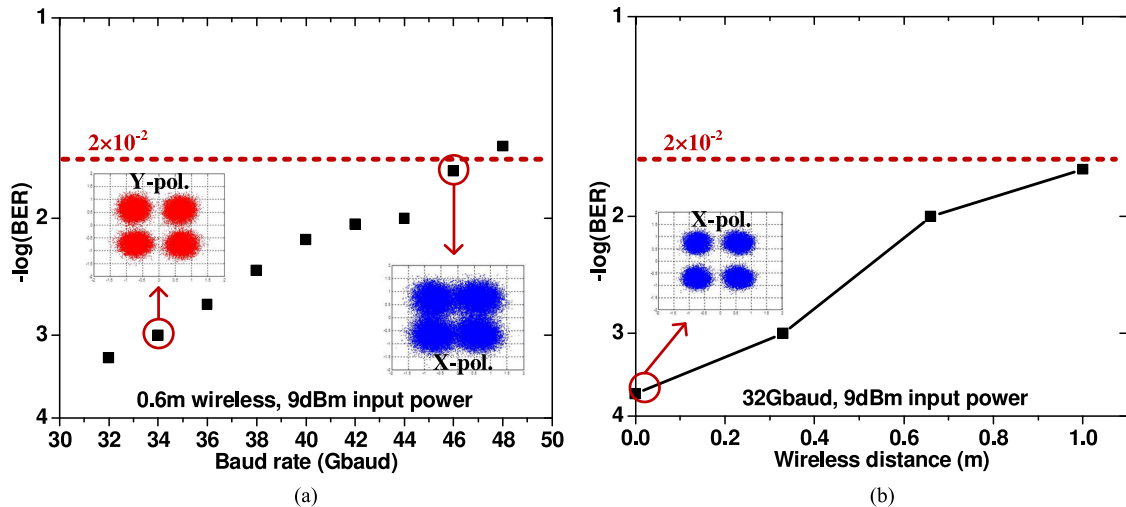 1
2
3
4
-log(BER)
2×10-2
Y-pol.
X-pol.
0.6m wireless, 9dBm input power
30 32 34 36 38 40 42 44 46 48 50
Baud rate (Gbaud)
(a)
1
2
3
4
-log(BER)
2×10-2
X-pol.
32Gbaud, 9dBm input power
0.0 0.2 0.4 0.6 0.8 1.0
Wireless distance (m)
(b)